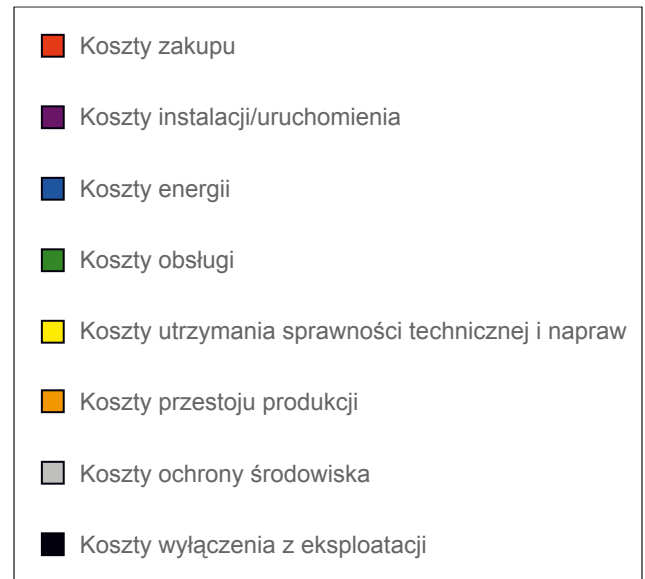 Koszty zakupu
Koszty instalacji/uruchomienia
Koszty energii
Koszty obsługi
Koszty utrzymania sprawności technicznej i napraw
Koszty przestoju produkcji
Koszty ochrony środowiska
Koszty wyłączenia z eksploatacji